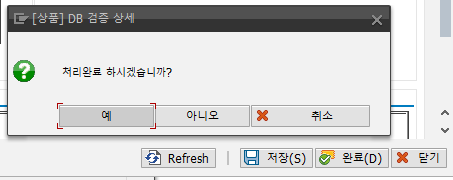 [상품] DB 검증 상세
처리완료 하시겠습니까?
예 아니오 취소
Refresh 저장(S) 완료(D) 닫기